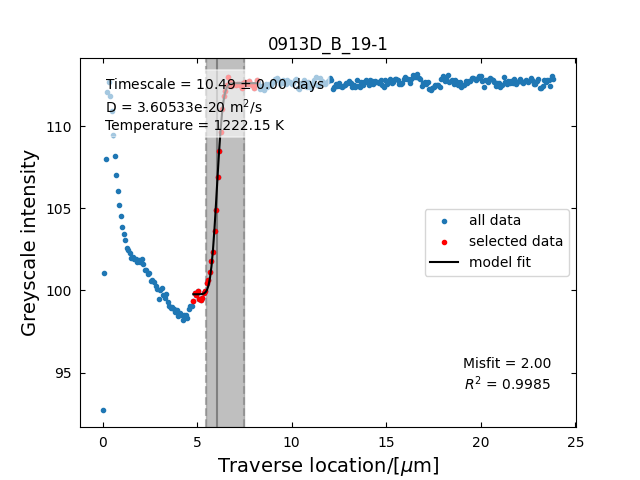 0913D_B_19-1
Timescale = 10.49 ± 0.00 days
D = 3.60533e-20 m²/s
Temperature = 1222.15 K
110
105
100
95
Greyscale intensity
all data
selected data
model fit
Misfit = 2.00
R² = 0.9985
0 5 10 15 20 25
Traverse location/[μm]